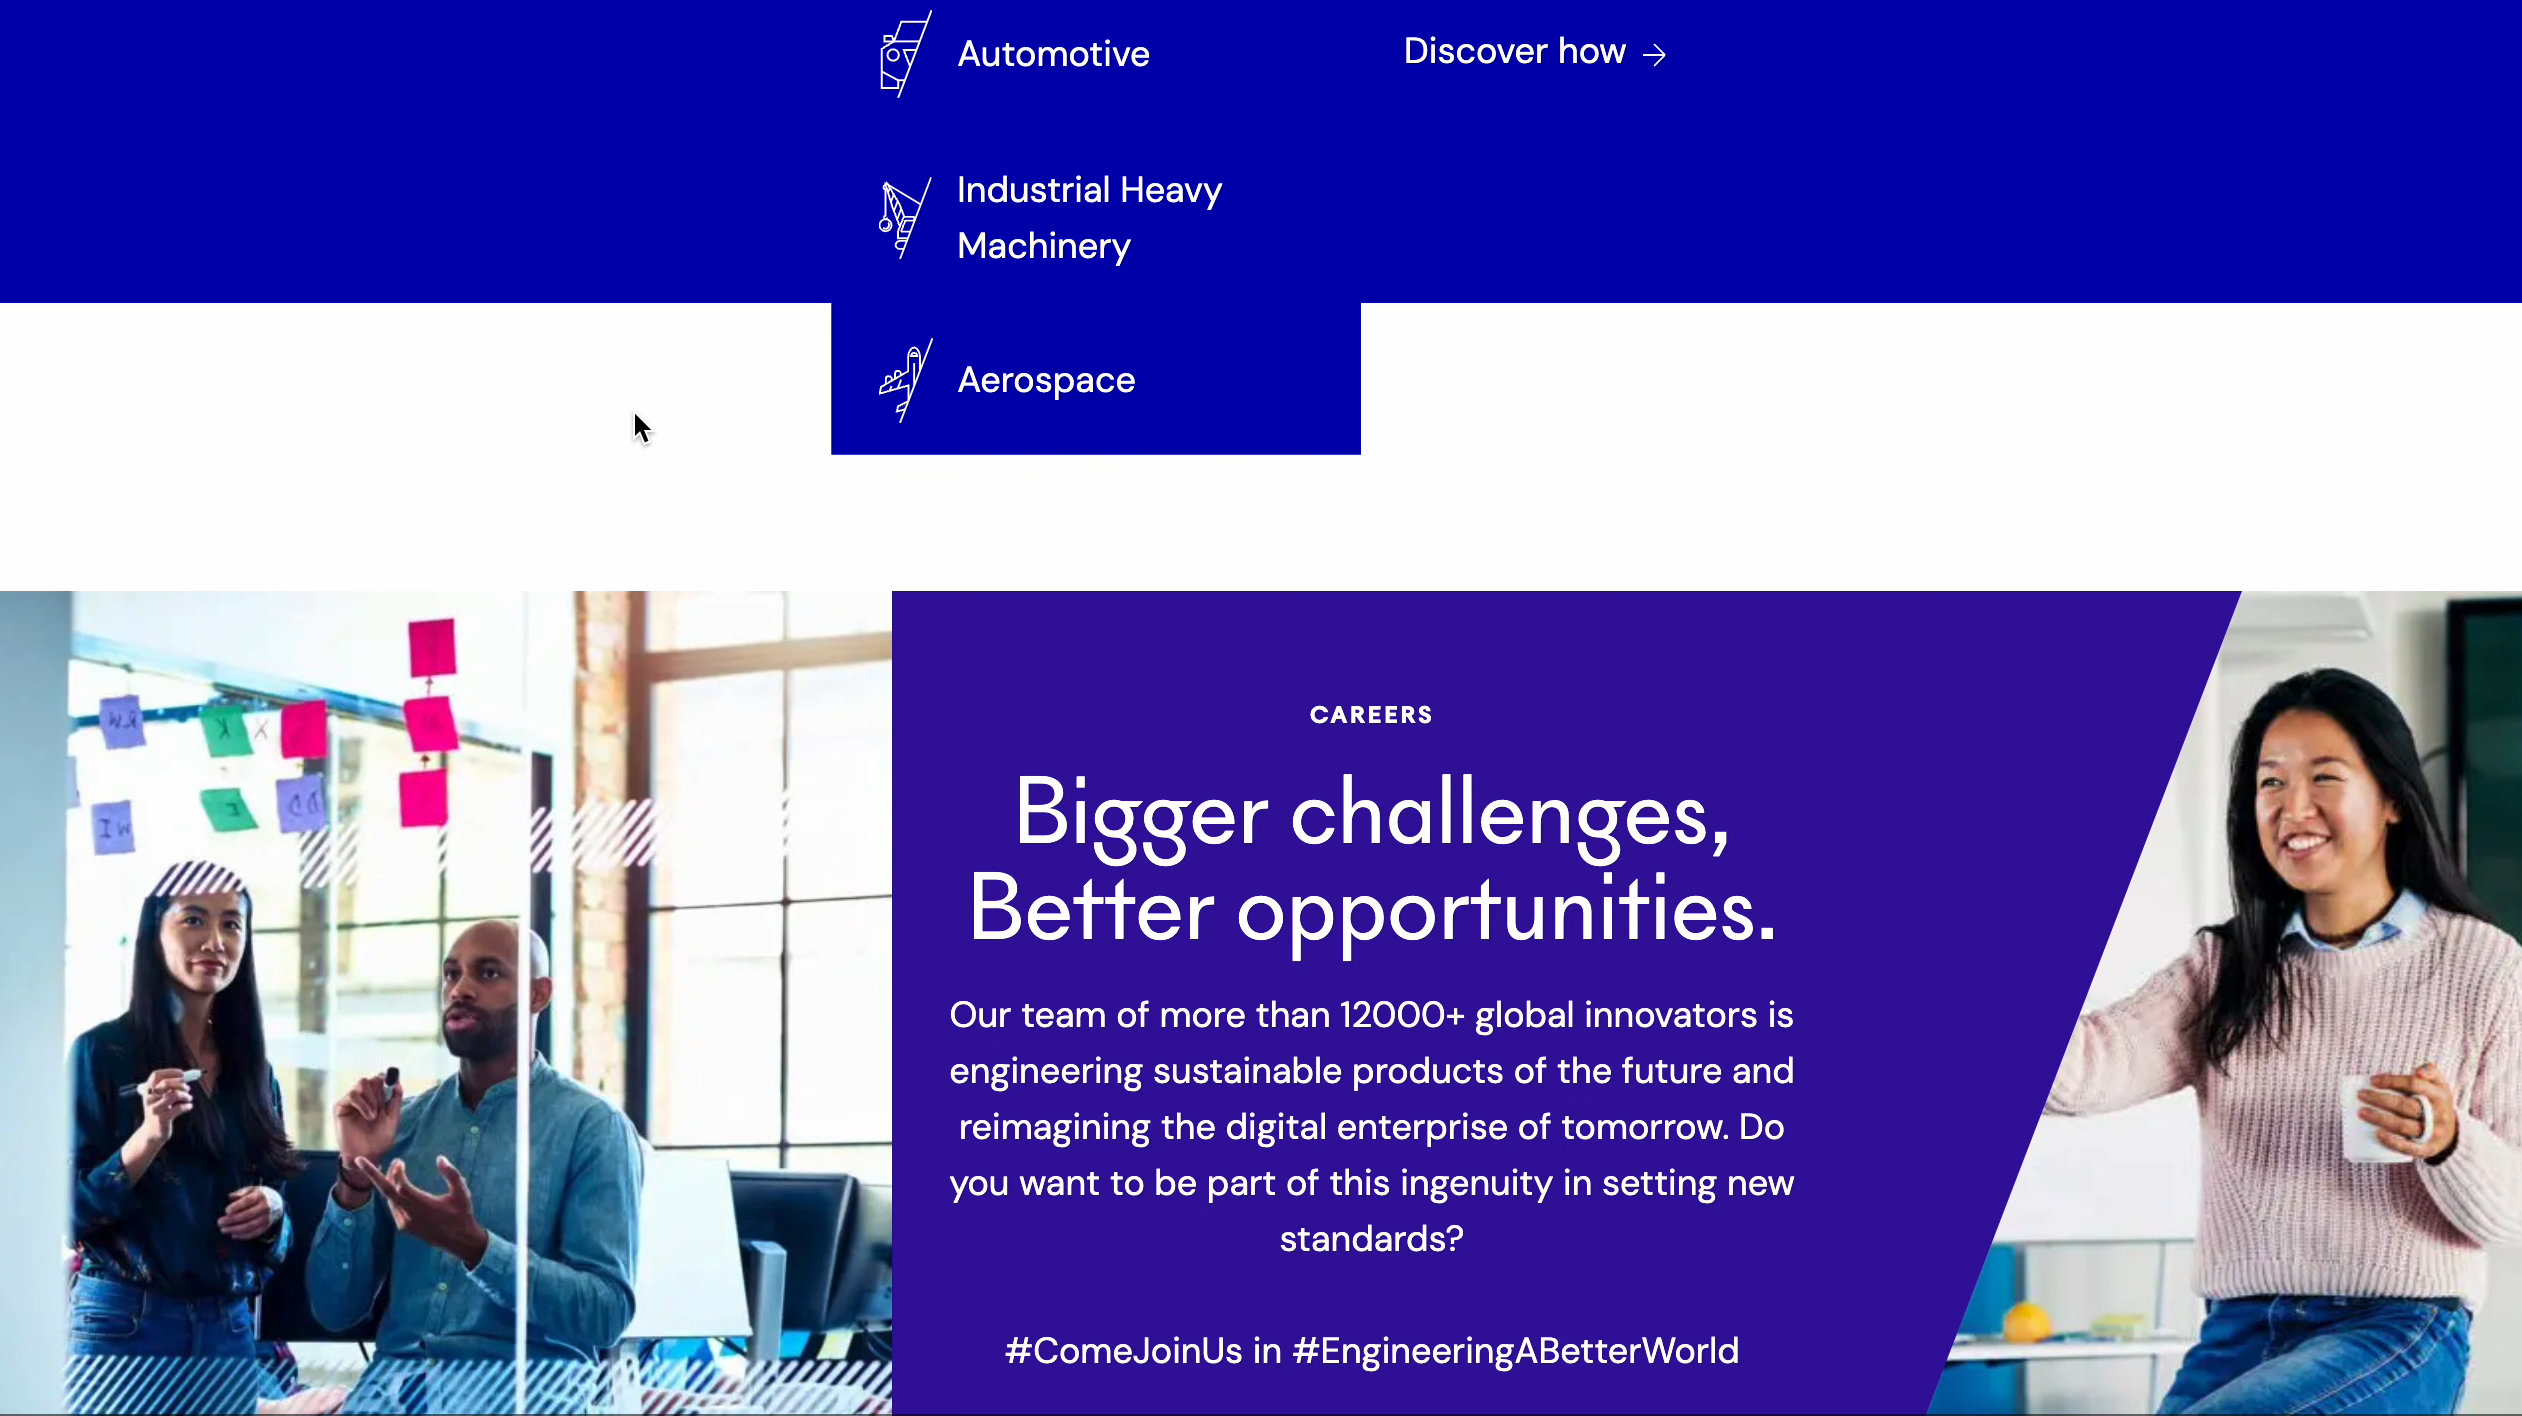 Automotive
Discover how →
Industrial Heavy
Machinery
Aerospace
CAREERS
Bigger challenges,
Better opportunities.
Our team of more than 12000+ global innovators is
engineering sustainable products of the future and
reimagining the digital enterprise of tomorrow. Do
you want to be part of this ingenuity in setting new
standards?
#ComeJoinUs in #EngineeringABetterWorld